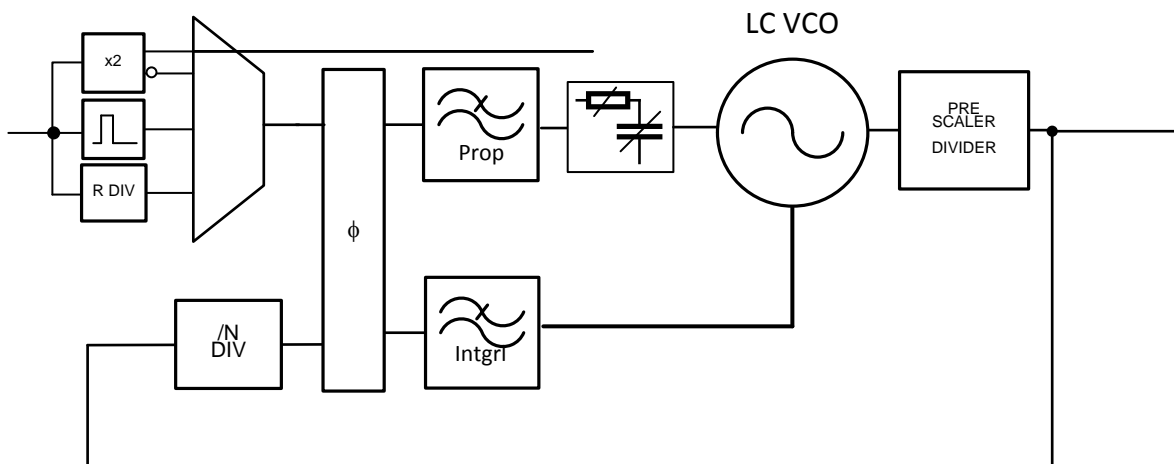 LC VCO
x2
R DIV
ϕ
Prop
PRE
SCALER
DIVIDER
/N
DIV
Intgrl